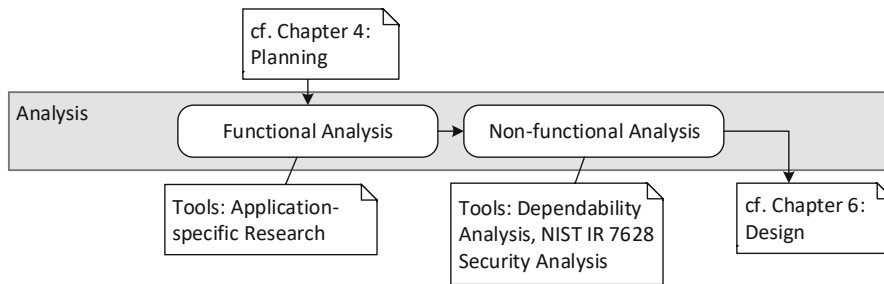 cf. Chapter 4:
Planning
Analysis
Functional Analysis
Non-functional Analysis
Tools: Application-
specific Research
Tools: Dependability
Analysis, NIST IR 7628
Security Analysis
cf. Chapter 6:
Design